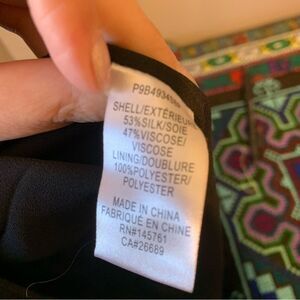 SHELL/EXTÉRIEUR
53%SILK/SOIE
47%VISCOSE/
VISCOSE
LINING/DOUBLURE
100%POLYESTER/
POLYESTER
MADE IN CHINA
FABRIQUÉ EN CHINE
RN#145761
CA#26689